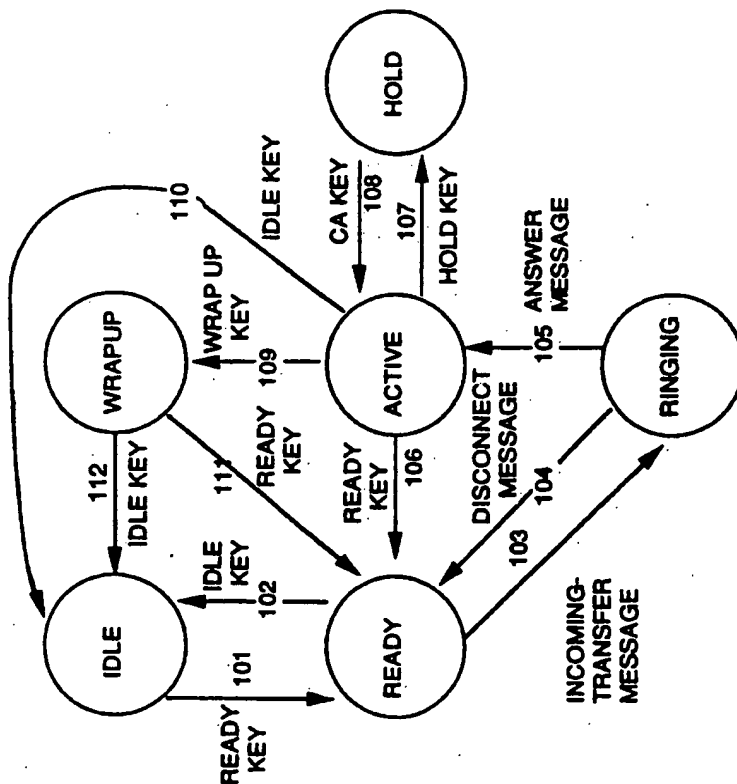 HOLD
CA KEY
108
107
HOLD KEY
110
IDLE KEY
WRAPUP
WRAP UP
KEY
109
ACTIVE
ANSWER
MESSAGE
105
RINGING
112
IDLE KEY
111
READY
KEY
READY
KEY
106
DISCONNECT
MESSAGE
104
103
IDLE
IDLE
KEY
102
101
READY
KEY
READY
INCOMING-
TRANSFER
MESSAGE